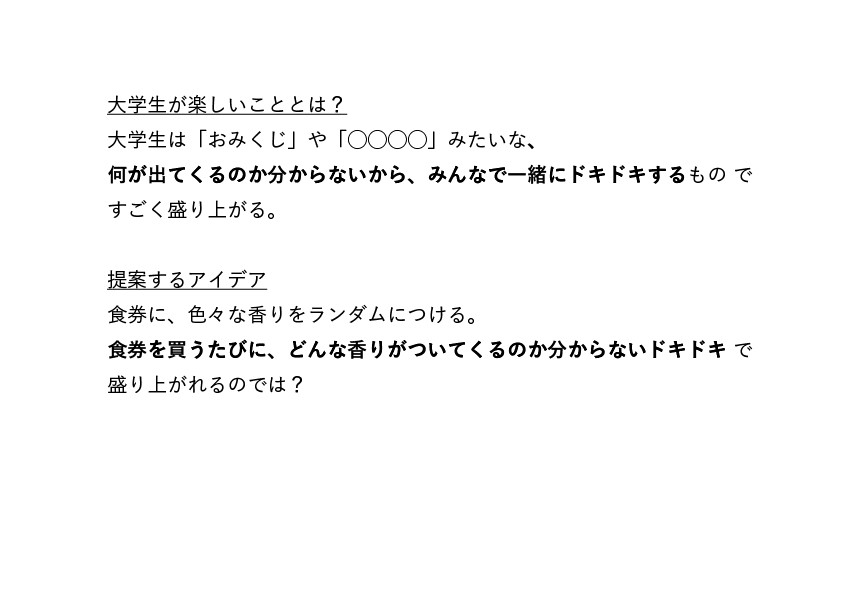 大学生が楽しいこととは？
大学生は「おみくじ」や「〇〇〇〇」みたいな、
何が出てくるのか分からないから、みんなで一緒にドキドキするもの で
すごく盛り上がる。
提案するアイデア
食券に、色々な香りをランダムにつける。
食券を買うたびに、どんな香りがついてくるのか分からないドキドキ で
盛り上がれるのでは？